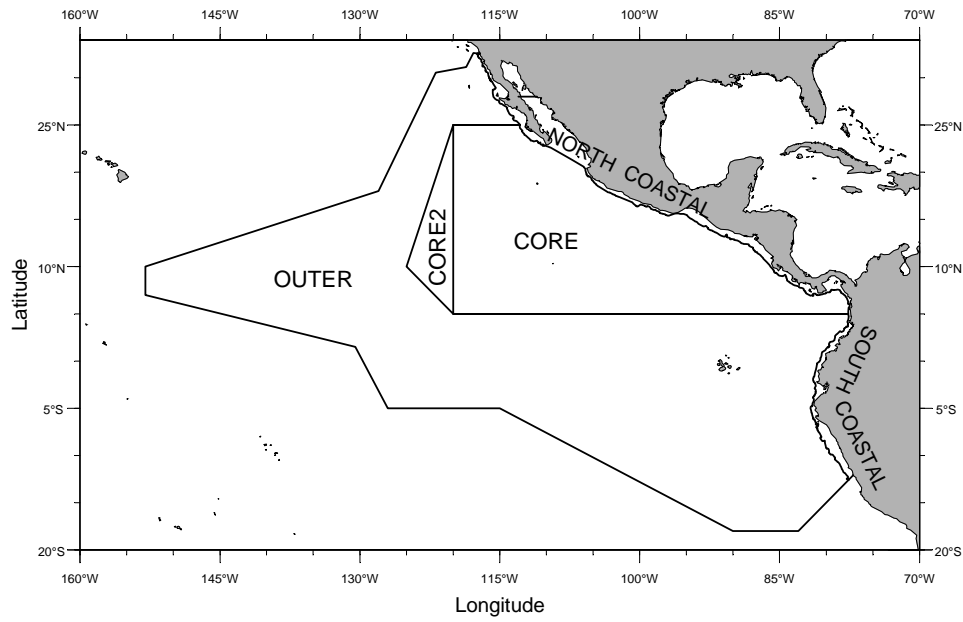 160°W 145°W 130°W 115°W 100°W 85°W 70°W
25°N 25°N
NORTH COASTAL
CORE2
CORE
10°N 10°N
OUTER
Latitude
SOUTH COASTAL
5°S 5°S
20°S 20°S
160°W 145°W 130°W 115°W 100°W 85°W 70°W
Longitude